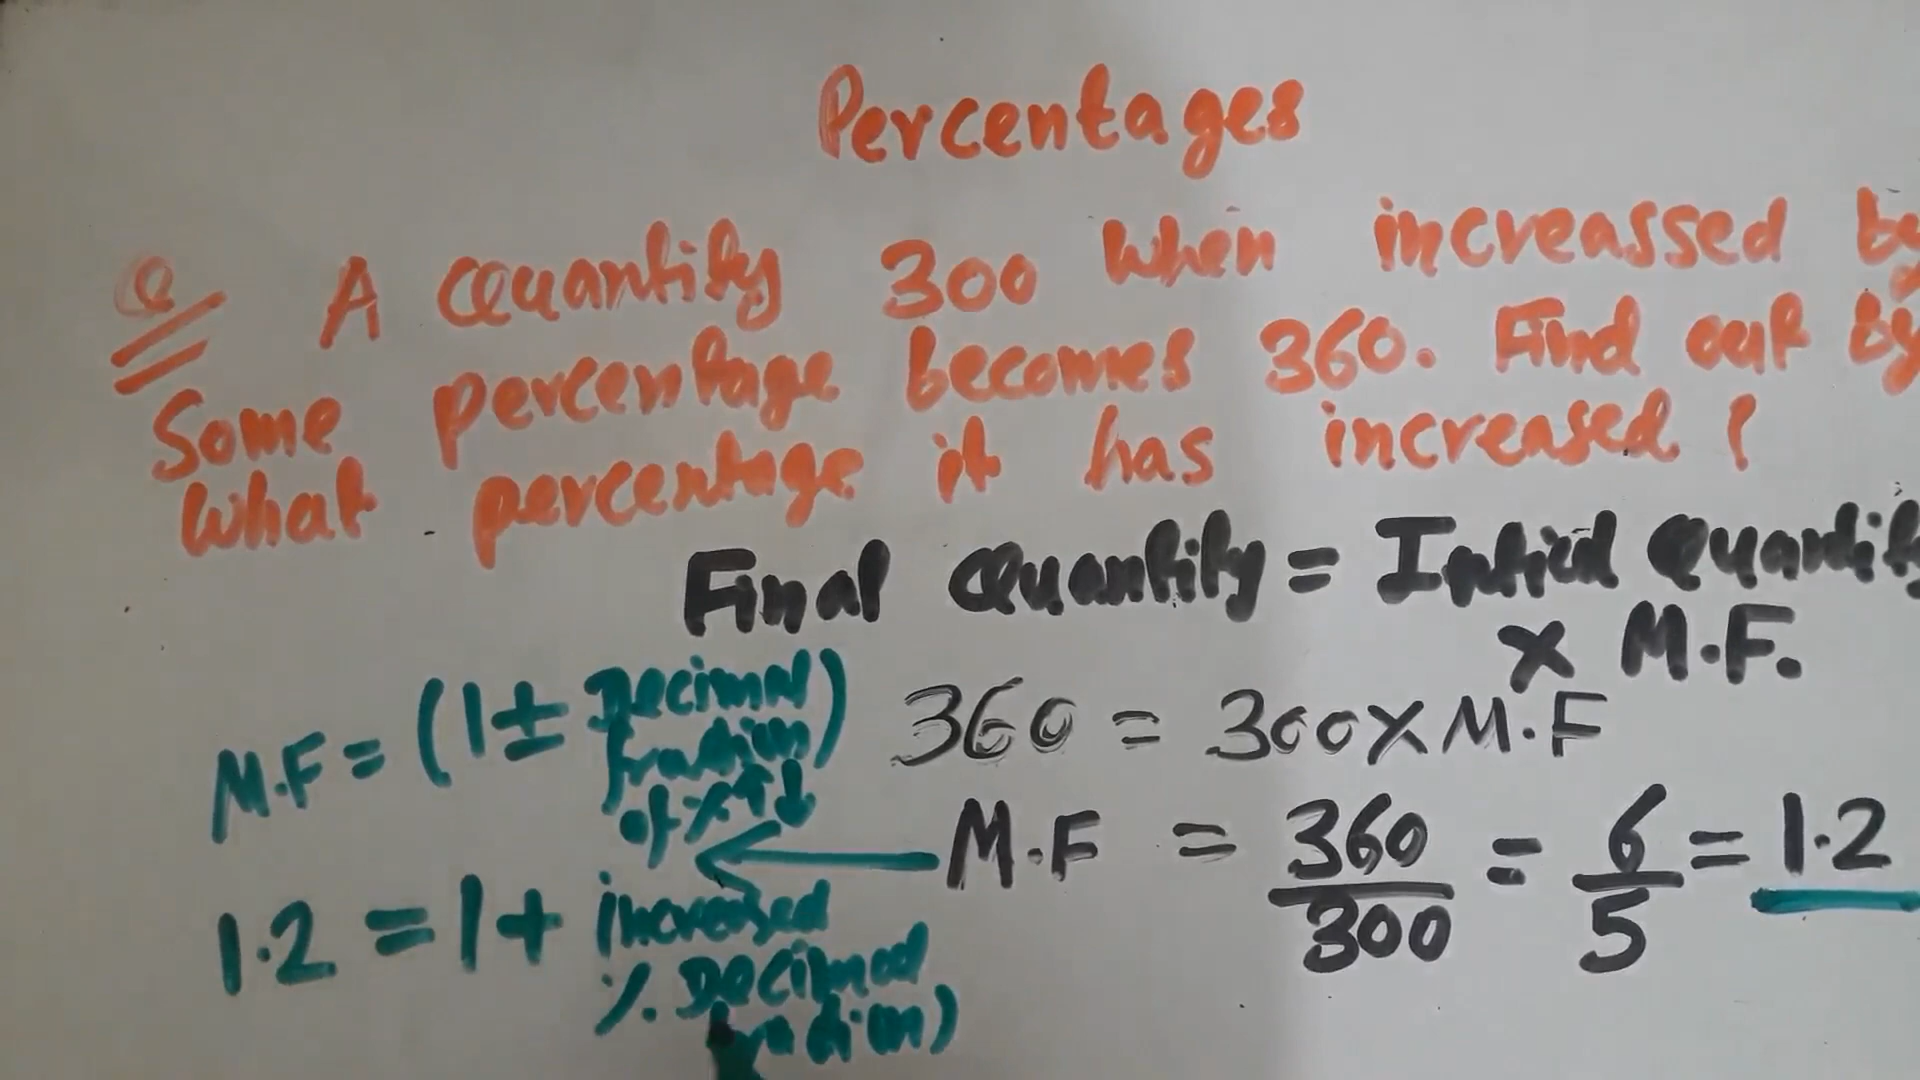 Percentages
Q A Quantity 300 when increassed by
Some percentage becomes 360. Find out by
what percentage it has increased ?
Final Quantity = Initial Quantity
× M.F.
M.F = (1 ± Decimal fraction of % ↑↓)
360 = 300 × M.F
M.F = 360/300 = 6/5 = 1.2
1.2 = 1 + increased
% Decimal
fraction)